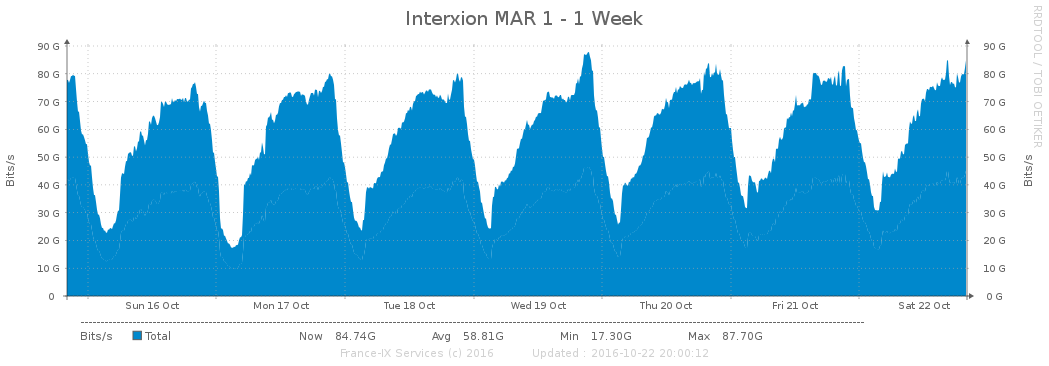 Interxion MAR 1 - 1 Week
RRDTOOL / TOBI OETIKER
Bits/s
Bits/s
90 G 90 G
80 G 80 G
70 G 70 G
60 G 60 G
50 G 50 G
40 G 40 G
30 G 30 G
20 G 20 G
10 G 10 G
0 0 G
Sun 16 Oct Mon 17 Oct Tue 18 Oct Wed 19 Oct Thu 20 Oct Fri 21 Oct Sat 22 Oct
Bits/s Total Now 84.74G Avg 58.81G Min 17.30G Max 87.70G
France-IX Services (c) 2016 Updated : 2016-10-22 20:00:12